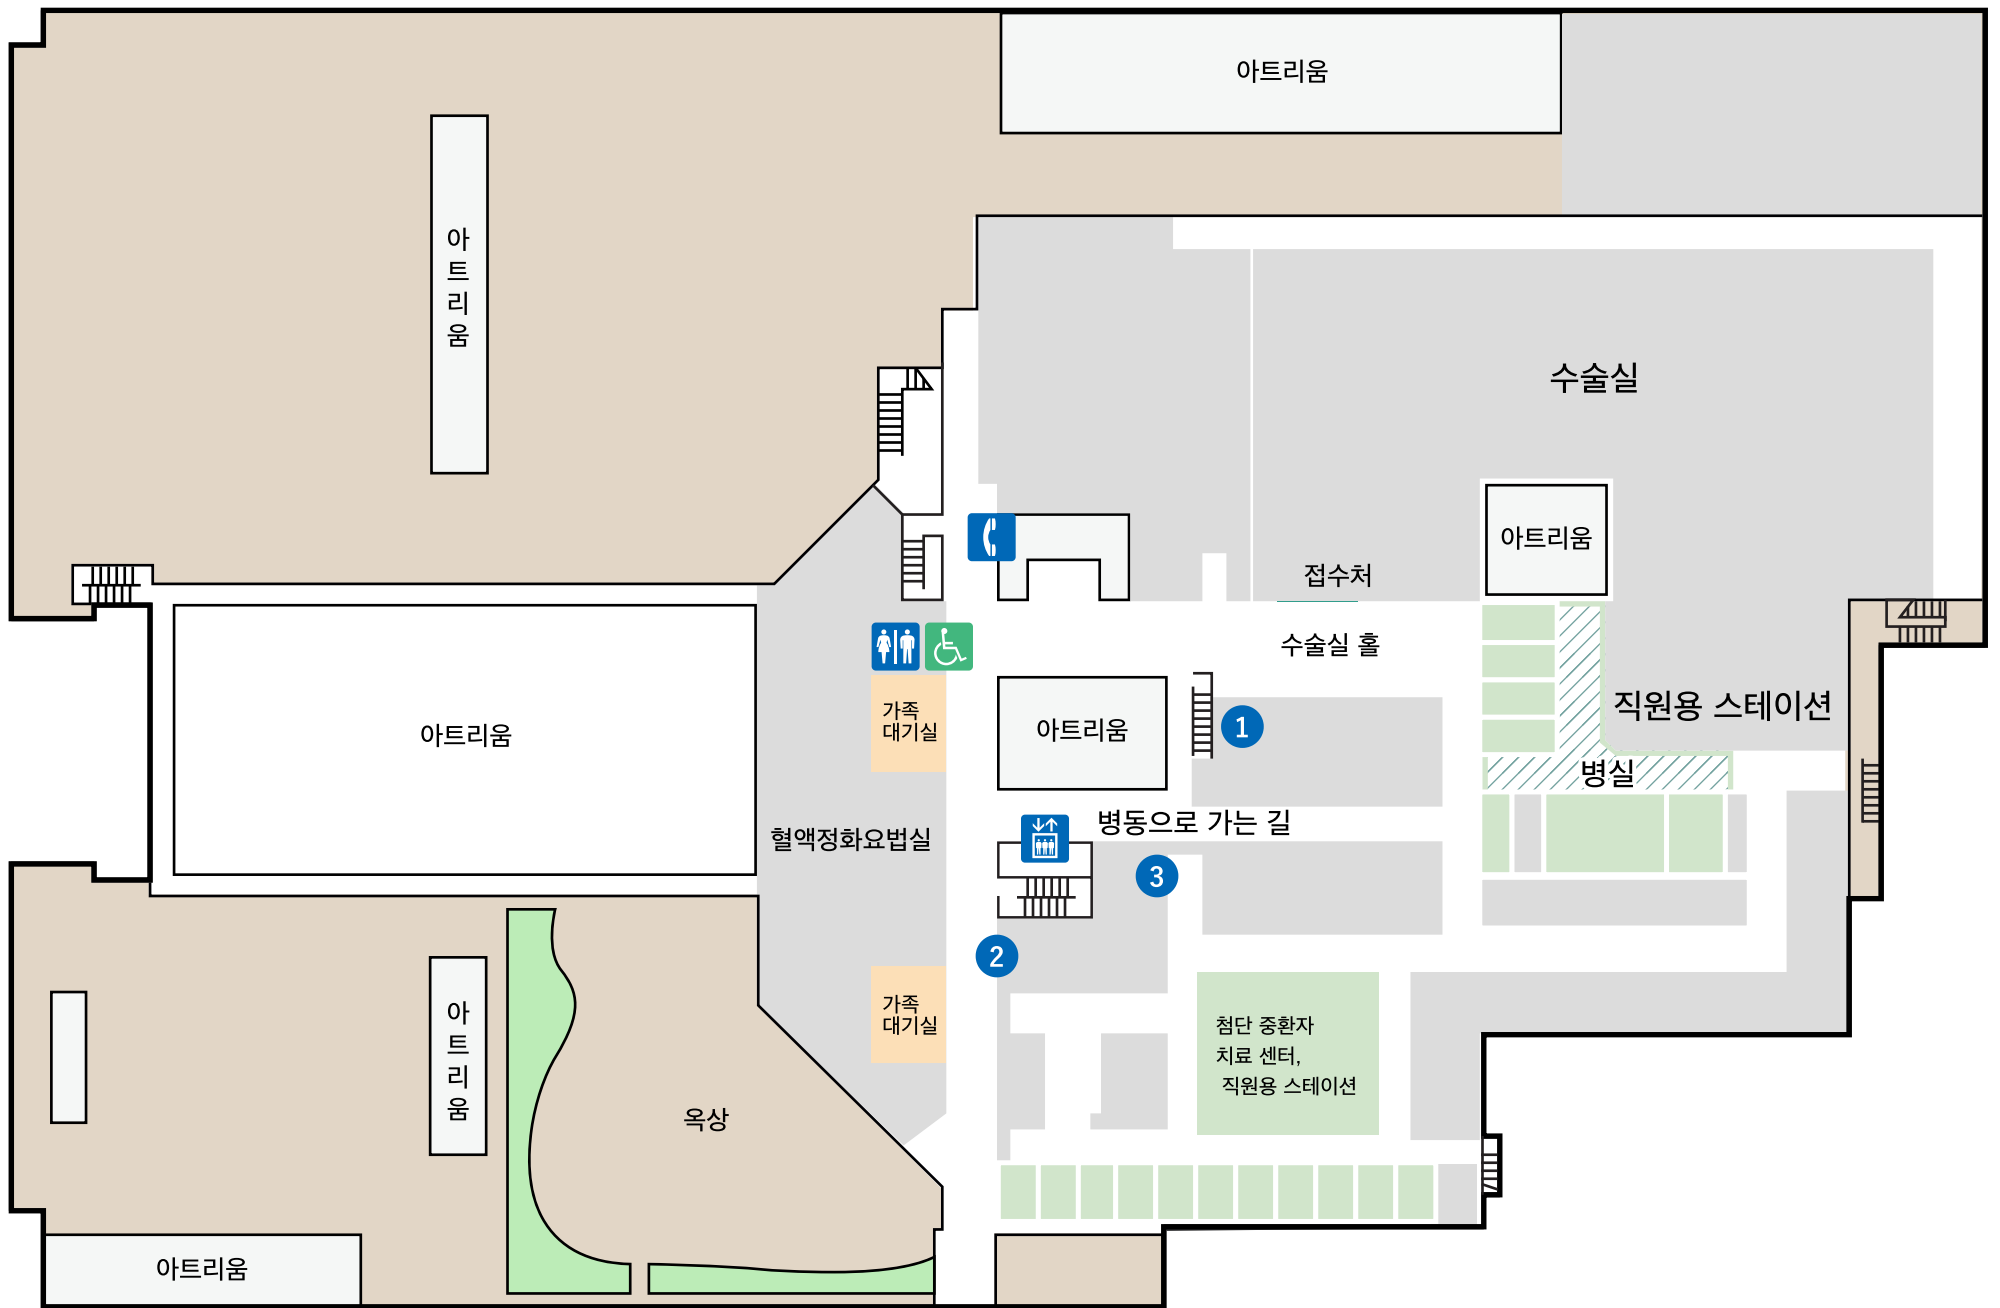 아트리움
아트리움
수술실
아트리움
접수처
수술실 홀
가족
대기실
아트리움
아트리움
1
직원용 스테이션
병실
혈액정화요법실
병동으로 가는 길
3
2
가족
대기실
첨단 중환자
치료 센터,
직원용 스테이션
아트리움
옥상
아트리움